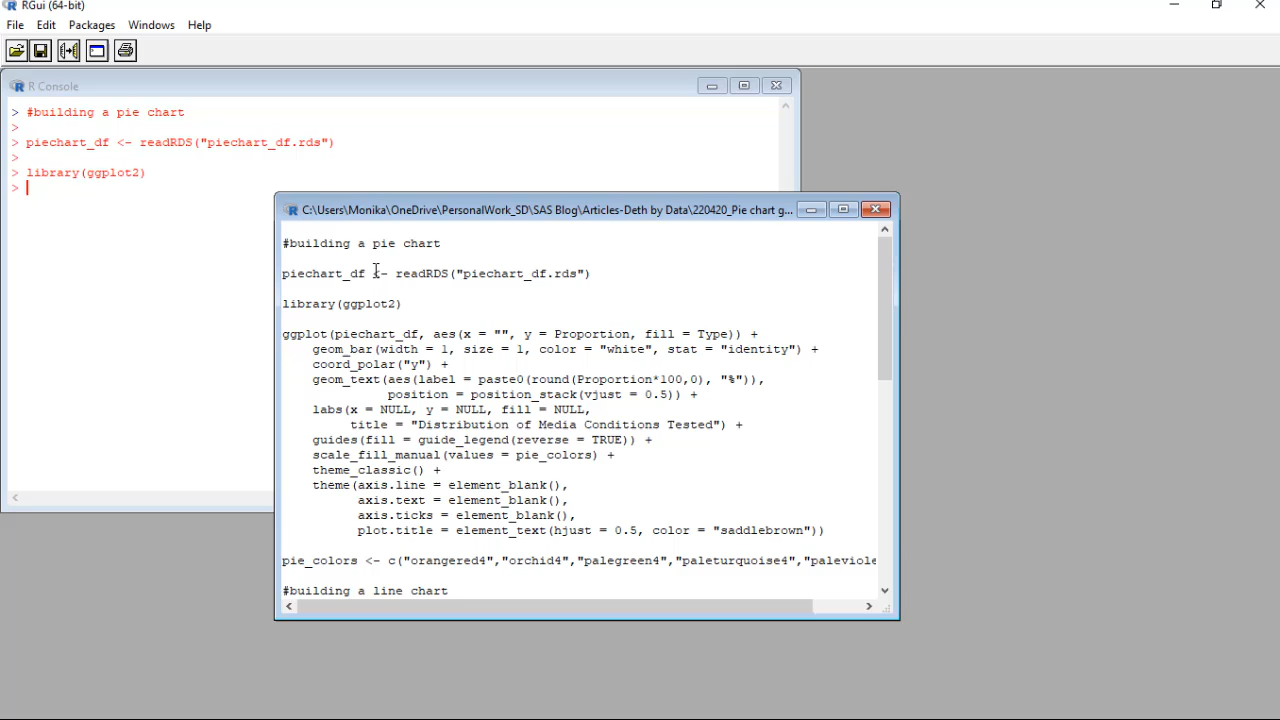 RGui (64-bit)
File Edit Packages Windows Help
R Console
> #building a pie chart
>
> piechart_df <- readRDS("piechart_df.rds")
>
> library(ggplot2)
>
C:\Users\Monika\OneDrive\PersonalWork_SD\SAS Blog\Articles-Deth by Data\220420_Pie chart g...
#building a pie chart
piechart_df <- readRDS("piechart_df.rds")
library(ggplot2)
ggplot(piechart_df, aes(x = "", y = Proportion, fill = Type)) +
geom_bar(width = 1, size = 1, color = "white", stat = "identity") +
coord_polar("y") +
geom_text(aes(label = paste0(round(Proportion*100,0), "%")),
position = position_stack(vjust = 0.5)) +
labs(x = NULL, y = NULL, fill = NULL,
title = "Distribution of Media Conditions Tested") +
guides(fill = guide_legend(reverse = TRUE)) +
scale_fill_manual(values = pie_colors) +
theme_classic() +
theme(axis.line = element_blank(),
axis.text = element_blank(),
axis.ticks = element_blank(),
plot.title = element_text(hjust = 0.5, color = "saddlebrown"))
pie_colors <- c("orangered4","orchid4","palegreen4","paleturquoise4","paleviole
#building a line chart